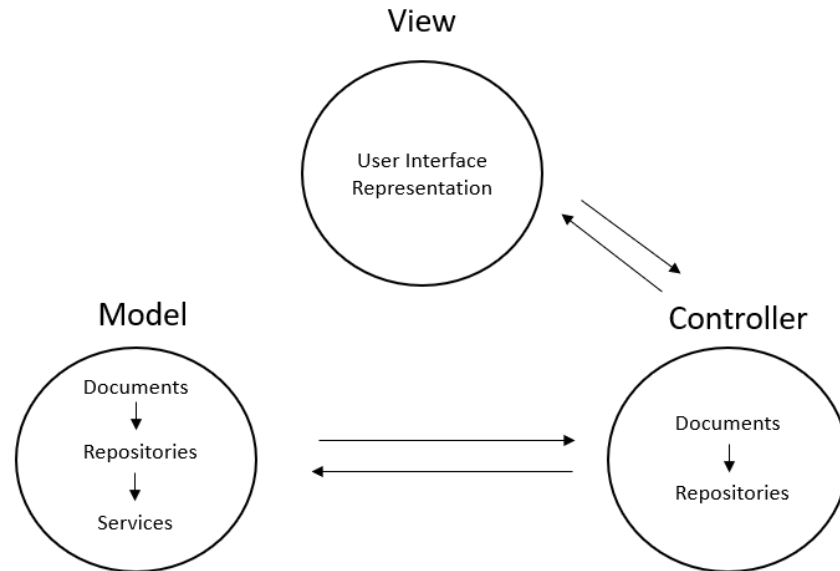 View
User Interface
Representation
Model
Documents
Repositories
Services
Controller
Documents
Repositories